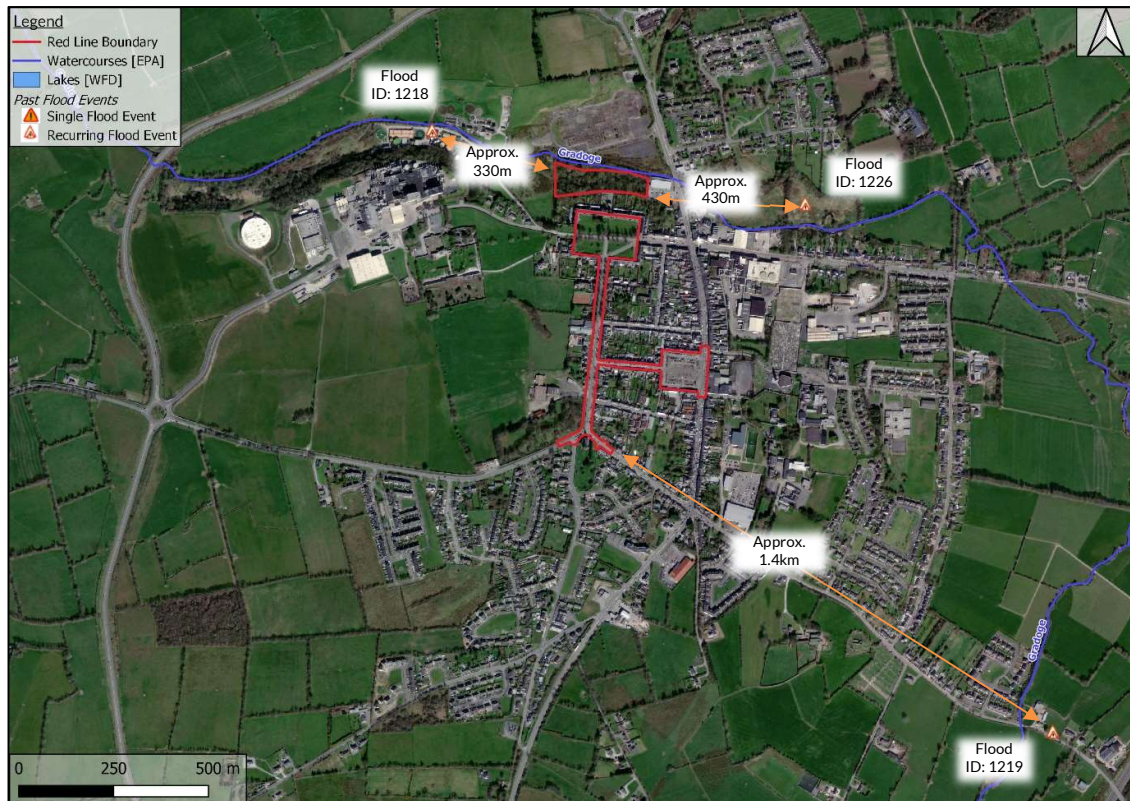 Legend
Red Line Boundary
Watercourses [EPA]
Lakes [WFD]
Past Flood Events
Single Flood Event
Recurring Flood Event
Flood
ID: 1218
Approx.
330m
Gradoge
Approx.
430m
Flood
ID: 1226
Approx.
1.4km
Gradoge
Flood
ID: 1219
0 250 500 m